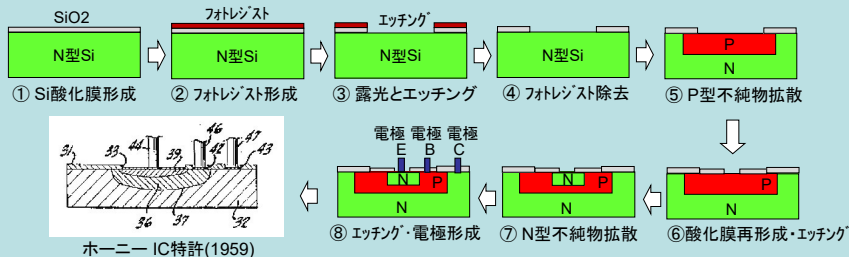 SiO2
N型Si
① Si酸化膜形成
フォトレジスト
N型Si
② フォトレジスト形成
エッチング
N型Si
③ 露光とエッチング
N型Si
④ フォトレジスト除去
P
N
⑤ P型不純物拡散
P
N
⑥酸化膜再形成・エッチング
N
P
N
⑦ N型不純物拡散
電極 電極 電極
E B C
N
P
N
⑧ エッチング・電極形成
31
33
44
39
46
42
47
43
36
37
32
ホーニー IC特許(1959)